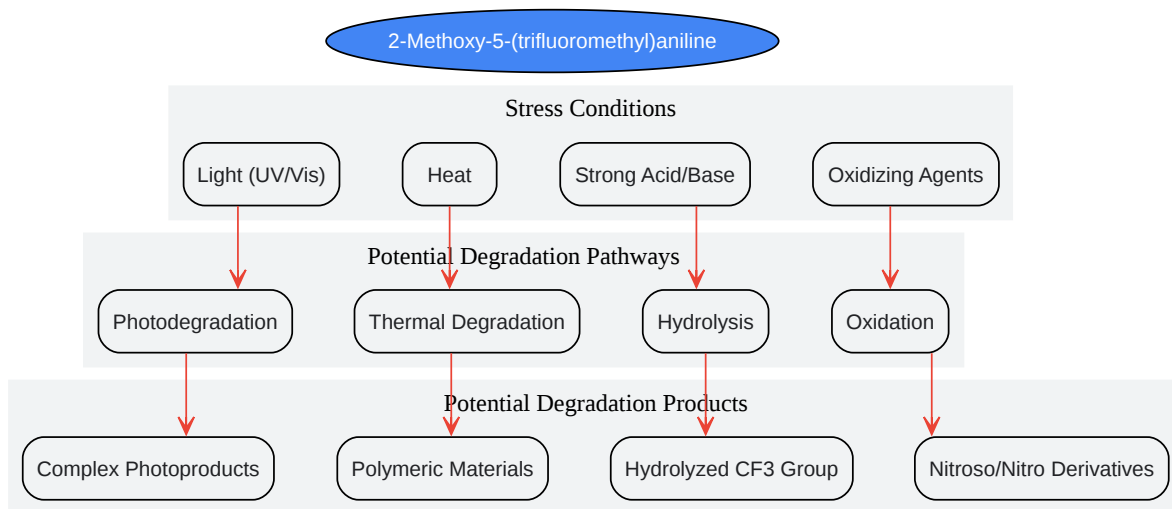 2-Methoxy-5-(trifluoromethyl)aniline
Stress Conditions
Light (UV/Vis)
Heat
Strong Acid/Base
Oxidizing Agents
Potential Degradation Pathways
Photodegradation
Thermal Degradation
Hydrolysis
Oxidation
Potential Degradation Products
Complex Photoproducts
Polymeric Materials
Hydrolyzed CF3 Group
Nitroso/Nitro Derivatives